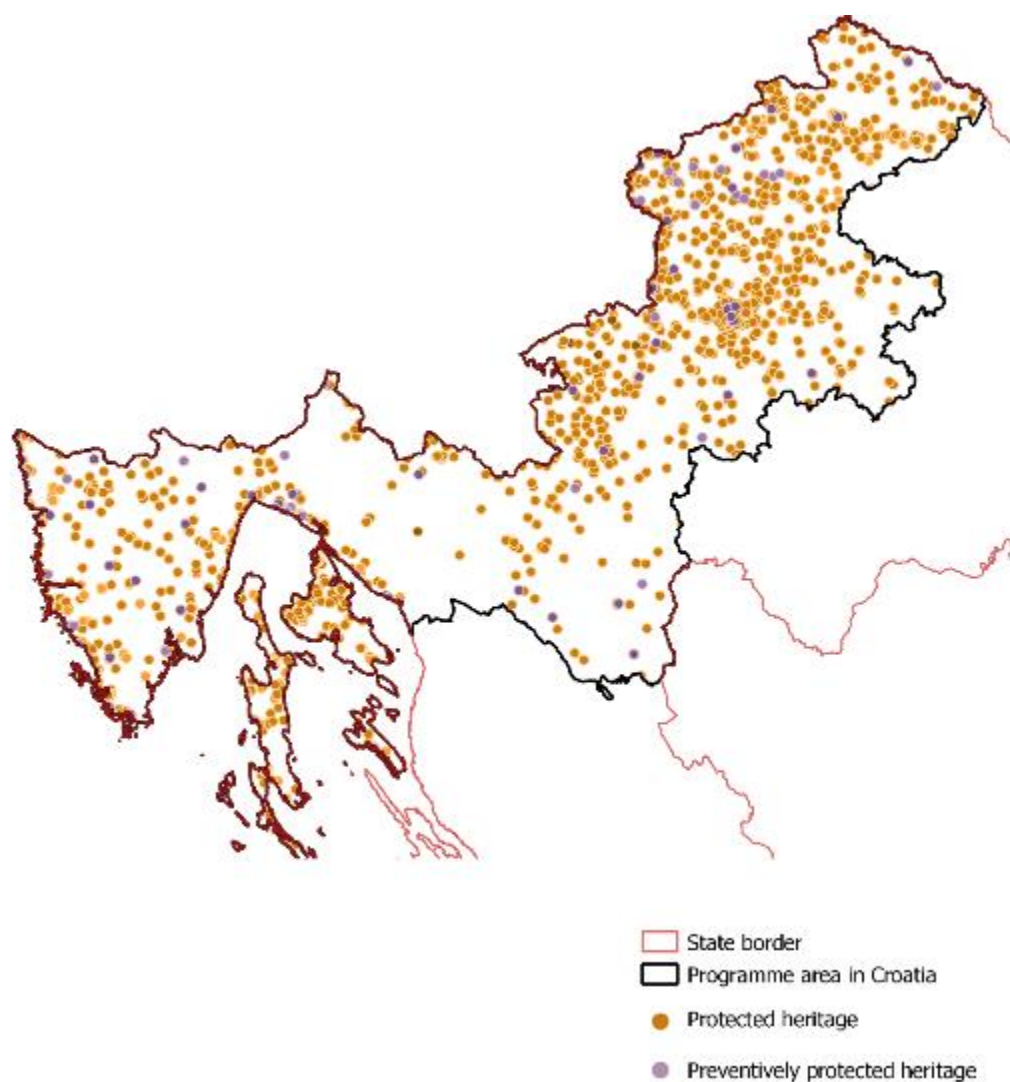 State border
Programme area in Croatia
Protected heritage
Preventively protected heritage